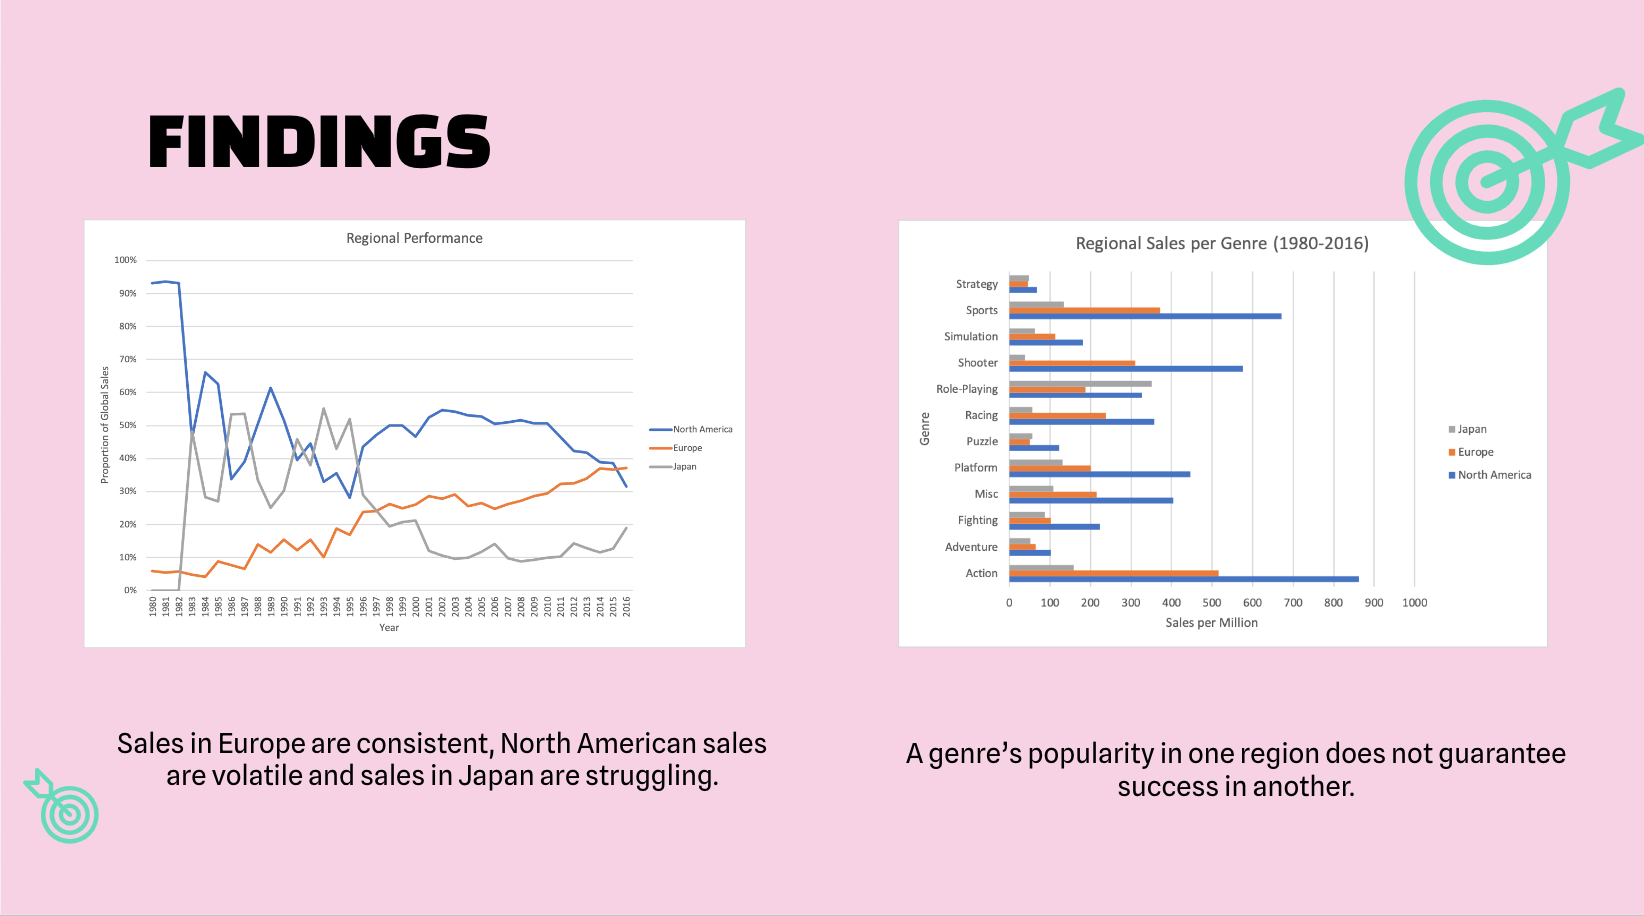 FINDINGS
Regional Performance
100%
90%
80%
70%
60%
50%
40%
30%
20%
10%
0%
Proportion of Global Sales
1980 1981 1982 1983 1984 1985 1986 1987 1988 1989 1990 1991 1992 1993 1994 1995 1996 1997 1998 1999 2000 2001 2002 2003 2004 2005 2006 2007 2008 2009 2010 2011 2012 2013 2014 2015 2016
Year
North America
Europe
Japan
Sales in Europe are consistent, North American sales
are volatile and sales in Japan are struggling.
Regional Sales per Genre (1980-2016)
Strategy
Sports
Simulation
Shooter
Role-Playing
Racing
Puzzle
Platform
Misc
Fighting
Adventure
Action
Genre
0 100 200 300 400 500 600 700 800 900 1000
Sales per Million
Japan
Europe
North America
A genre’s popularity in one region does not guarantee
success in another.